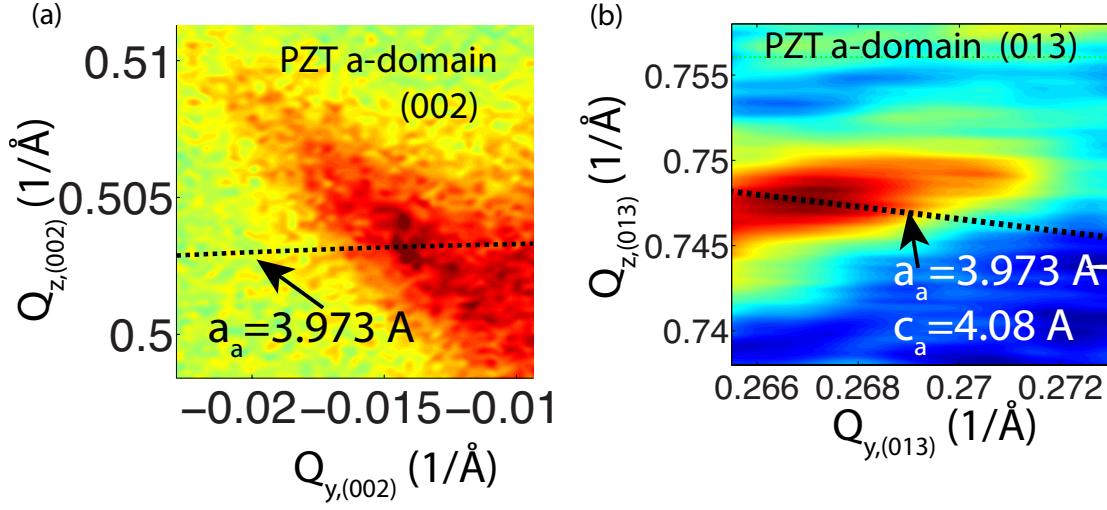 (a)
PZT a-domain
(002)
0.51
0.505
0.5
Q_z,(002) (1/Å)
a_a=3.973 A
−0.02 −0.015 −0.01
Q_y,(002) (1/Å)
(b)
PZT a-domain (013)
0.755
0.75
0.745
0.74
Q_z,(013) (1/Å)
a_a=3.973 A
c_a=4.08 A
0.266 0.268 0.27 0.272
Q_y,(013) (1/Å)